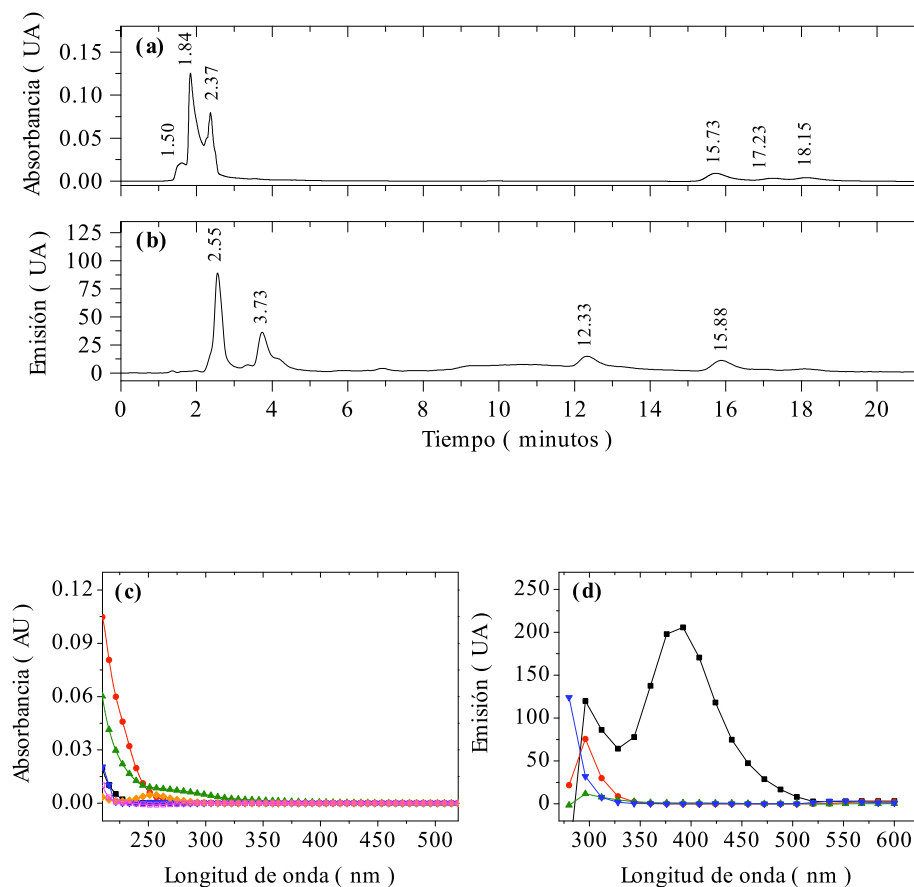 (a)
Absorbancia ( UA )
0.15
0.10
0.05
0.00
1.50
1.84
2.37
15.73
17.23
18.15
(b)
Emisión ( UA )
125
100
75
50
25
0
2.55
3.73
12.33
15.88
0 2 4 6 8 10 12 14 16 18 20
Tiempo ( minutos )
(c)
Absorbancia ( AU )
0.12
0.09
0.06
0.03
0.00
250 300 350 400 450 500
Longitud de onda ( nm )
(d)
Emisión ( UA )
250
200
150
100
50
0
300 350 400 450 500 550 600
Longitud de onda ( nm )